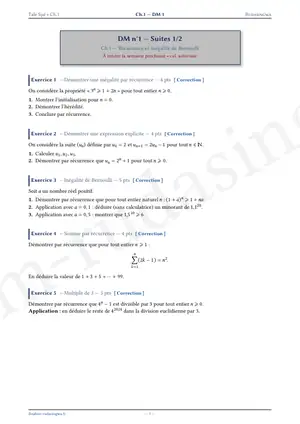 Tale Spé • Ch.1 Ch.1 — DM 1 Récurrence
DM n°1 — Suites 1/2
Ch.1 — Récurrence et inégalité de Bernoulli
À rendre la semaine prochaine
Exercice 1 — Démontrer une inégalité par récurrence — 4 pts [ Correction ]
On considère la propriété « 3ⁿ ⩾ 1 + 2n » pour tout entier n ⩾ 0.
1. Montrer l'initialisation pour n = 0.
2. Démontrer l'hérédité.
3. Conclure par récurrence.
Exercice 2 — Démontrer une expression explicite — 4 pts [ Correction ]
On considère la suite (uₙ) définie par u₀ = 2 et uₙ₊₁ = 2uₙ − 1 pour tout n ∈ ℕ.
1. Calculer u₁, u₂, u₃.
2. Démontrer par récurrence que uₙ = 2ⁿ + 1 pour tout n ⩾ 0.
Exercice 3 — Inégalité de Bernoulli — 5 pts [ Correction ]
Soit a un nombre réel positif.
1. Démontrer par récurrence que pour tout entier naturel n : (1 + a)ⁿ ⩾ 1 + na
2. Application avec a = 0,1 : déduire (sans calculatrice) un minorant de 1,1²⁰.
3. Application avec a = 0,5 : montrer que 1,5¹⁰ ⩾ 6
Exercice 4 — Somme par récurrence — 4 pts [ Correction ]
Démontrer par récurrence que pour tout entier n ⩾ 1 :
∑ₖ₌₁ⁿ (2k − 1) = n².
En déduire la valeur de 1 + 3 + 5 + ⋯ + 99.
Exercice 5 — Multiple de 3 — 3 pts [ Correction ]
Démontrer par récurrence que 4ⁿ − 1 est divisible par 3 pour tout entier n ⩾ 0.
Application : en déduire le reste de 4²⁰²⁴ dans la division euclidienne par 3.
— 1 —